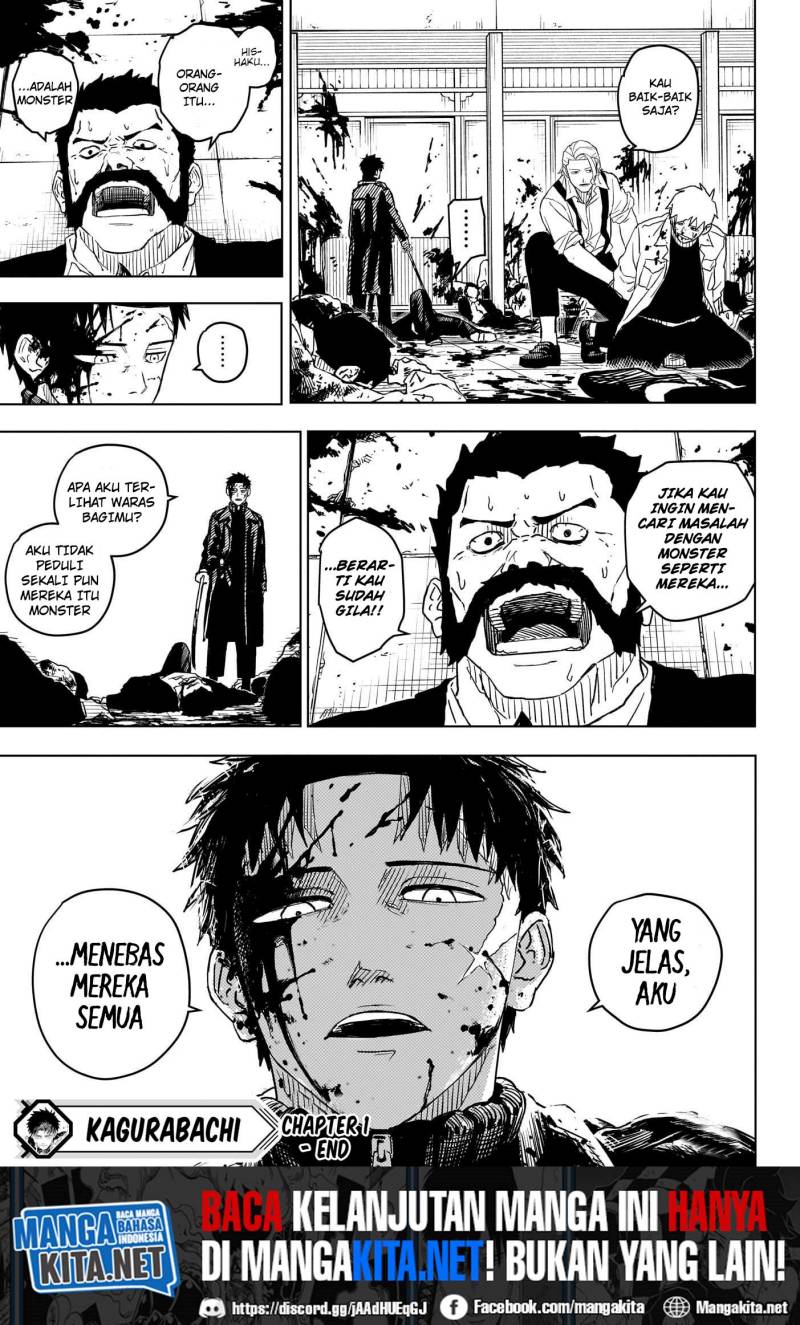 KAU
BAIK-BAIK
SAJA?
......
HIS-
HAKU...
ORANG-
ORANG
ITU...
...ADALAH
MONSTER
......
JIKA KAU
INGIN MEN-
CARI MASALAH
DENGAN
MONSTER
SEPERTI
MEREKA...
...BERAR-
TI KAU
SUDAH
GILA!!
APA AKU TER-
LIHAT WARAS
BAGIMU?
AKU TIDAK
PEDULI
SEKALI PUN
MEREKA ITU
MONSTER
YANG
JELAS,
AKU
...MENEBAS
MEREKA
SEMUA
KAGURABACHI
CHAPTER 1
- END
MANGA
BACA MANGA
BAHASA
INDONESIA
KITA.NET
BACA KELANJUTAN MANGA INI HANYA
DI MANGAKITA.NET! BUKAN YANG LAIN!
https://discord.gg/jAAdHUEqGJ
Facebook.com/mangakita
Mangakita.net